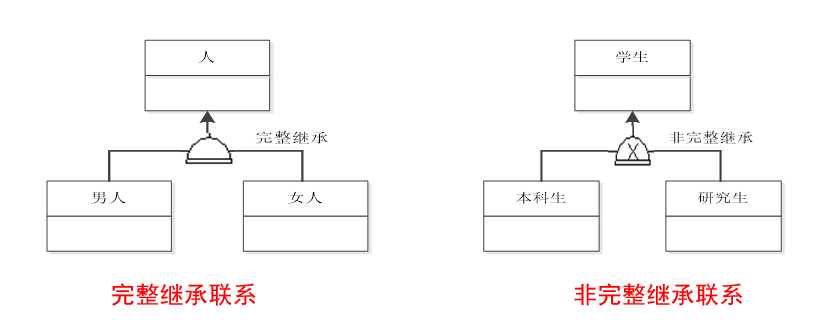 人
学生
完整继承
非完整继承
男人
女人
本科生
研究生
完整继承联系
非完整继承联系